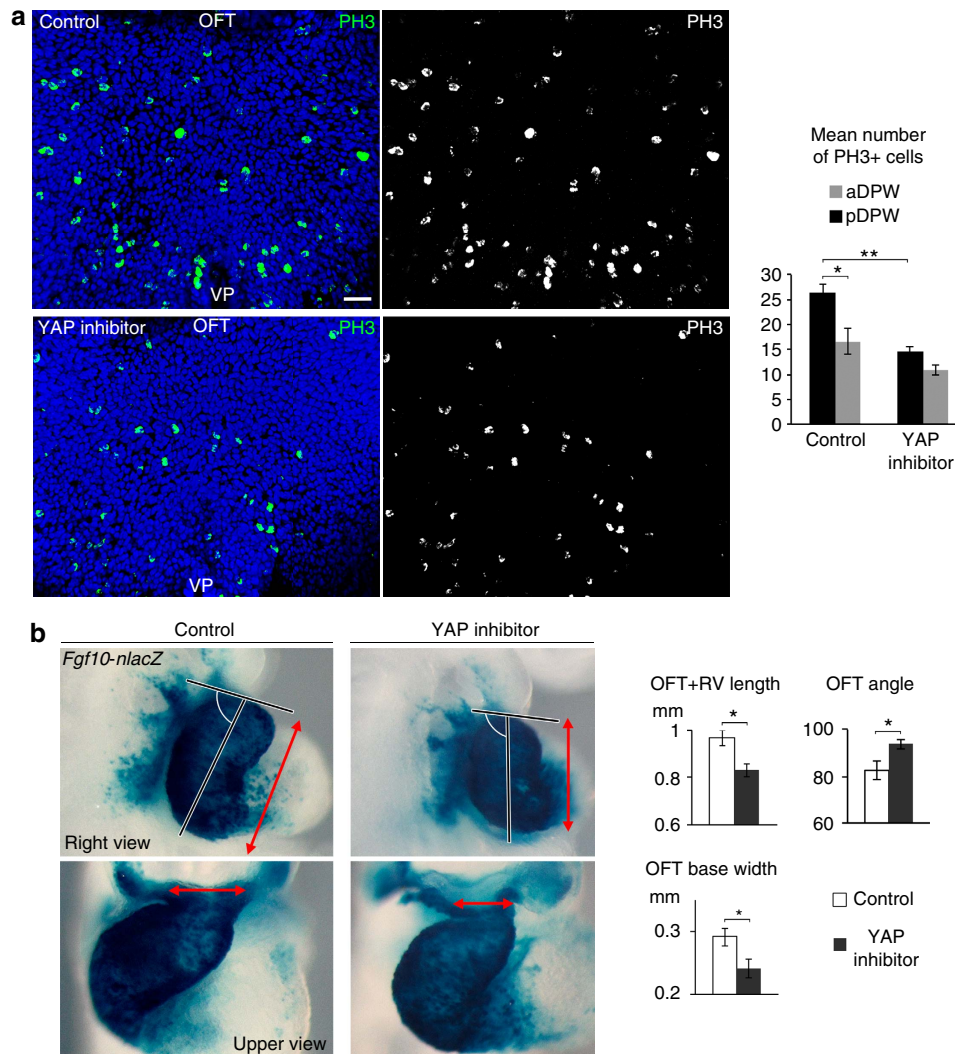 a
Control OFT PH3
PH3
VP
YAP inhibitor OFT PH3
PH3
VP
Mean number
of PH3+ cells
aDPW
pDPW
**
*
30
25
20
15
10
5
0
Control YAP
inhibitor
b
Control
YAP inhibitor
Fgf10-nlacZ
Right view
Upper view
OFT+RV length
mm
*
1
0.8
0.6
OFT angle
*
100
80
60
OFT base width
mm
*
0.3
0.2
Control
YAP
inhibitor